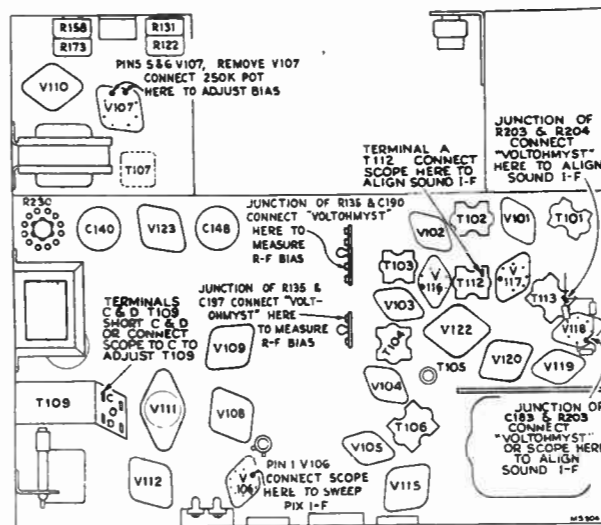 R158
R131
R173
R122
PINS 5 & 6 V107, REMOVE V107
CONNECT 250K POT
HERE TO ADJUST BIAS
V110
V107
T107
JUNCTION OF
R203 & R204
CONNECT
"VOLTOHMYST"
HERE TO ALIGN
SOUND I-F
TERMINAL A
T112 CONNECT
SCOPE HERE TO
ALIGN SOUND I-F
R230
C140
V123
C148
JUNCTION OF R136 & C190
CONNECT "VOLTOHMYST"
HERE TO
MEASURE
R-F BIAS
V102
T102
V101
T101
T103
V
116
T112
V
117
T113
V103
JUNCTION OF R135 &
C197 CONNECT "VOLT-
OHMYST" HERE
TO MEASURE
R-F BIAS
TERMINALS
C & D T109
SHORT C & D
OR CONNECT
SCOPE TO C TO
ADJUST T109
V109
T104
V122
V118
T105
V120
V119
T109
C
D
V111
V108
V104
T106
JUNCTION OF
C183 & R203
CONNECT
"VOLTOHMYST"
OR SCOPE HERE
TO ALIGN
SOUND I-F
V105
V112
V
106
PIN 1 V106
CONNECT SCOPE
HERE TO SWEEP
PIX I-F
V115